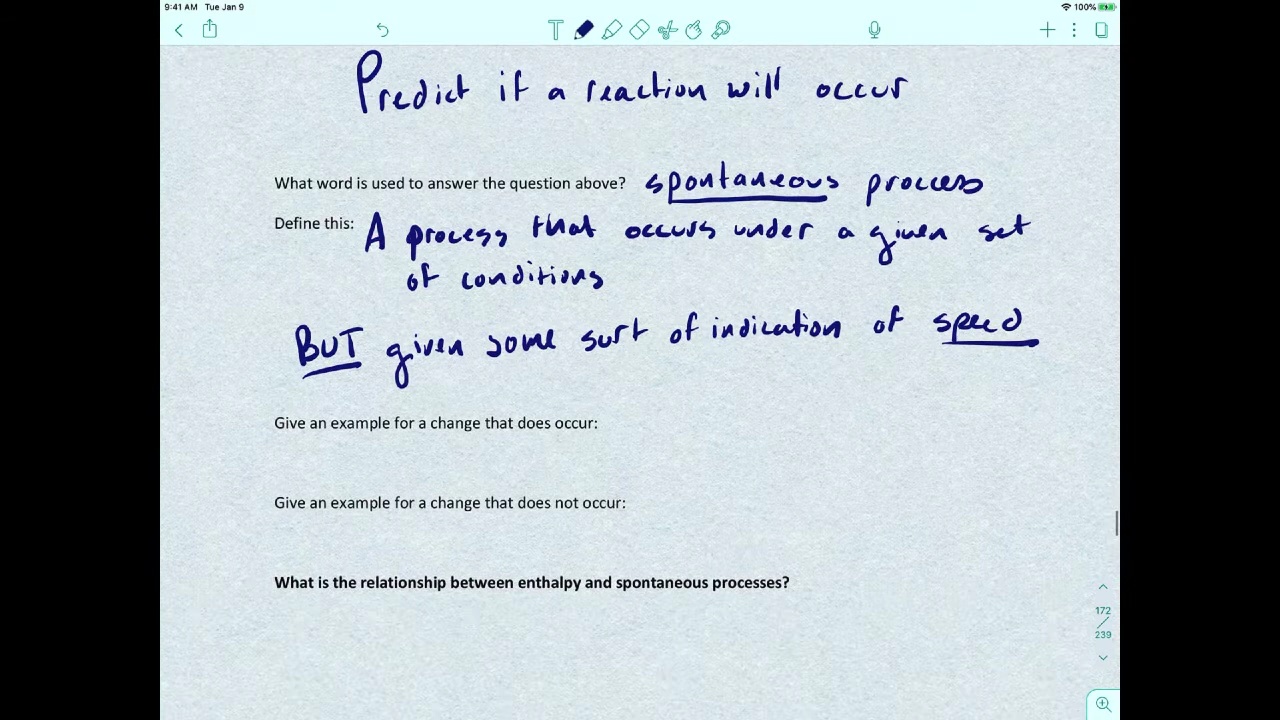 9:41 AM Tue Jan 9
100%
Predict if a reaction will occur
What word is used to answer the question above? spontaneous process
Define this: A process that occurs under a given set
of conditions
BUT given some sort of indication of speed
Give an example for a change that does occur:
Give an example for a change that does not occur:
What is the relationship between enthalpy and spontaneous processes?
172
/
239